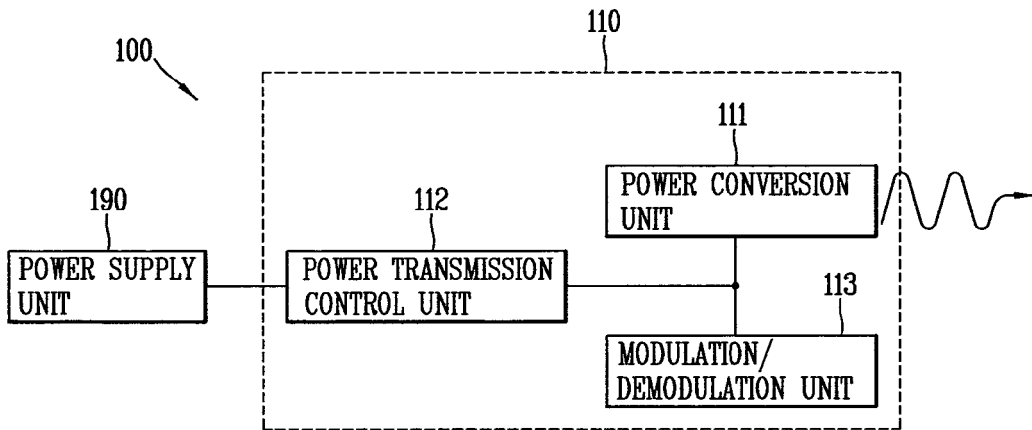 110
100
111
POWER CONVERSION
UNIT
190
112
POWER SUPPLY
UNIT
POWER TRANSMISSION
CONTROL UNIT
113
MODULATION/
DEMODULATION UNIT